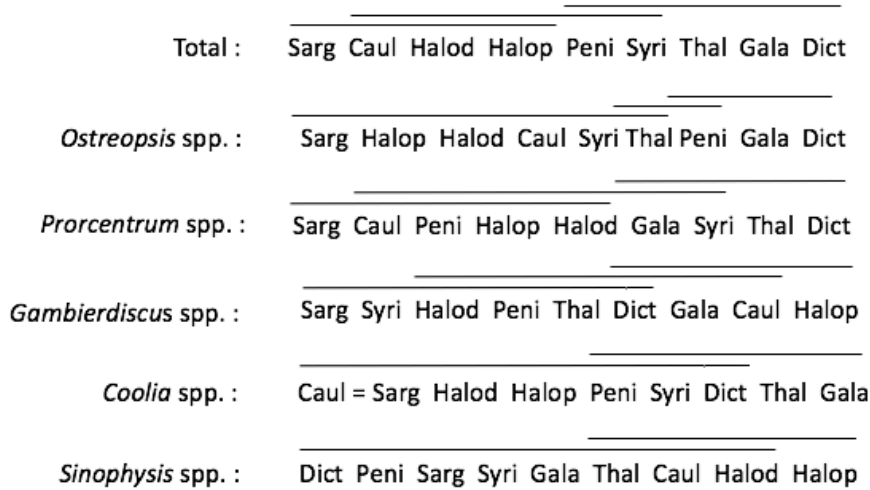 Total : Sarg Caul Halod Halop Peni Syri Thal Gala Dict
Ostreopsis spp. : Sarg Halop Halod Caul Syri Thal Peni Gala Dict
Prorcentrum spp. : Sarg Caul Peni Halop Halod Gala Syri Thal Dict
Gambierdiscus spp. : Sarg Syri Halod Peni Thal Dict Gala Caul Halop
Coolia spp. : Caul = Sarg Halod Halop Peni Syri Dict Thal Gala
Sinophysis spp. : Dict Peni Sarg Syri Gala Thal Caul Halod Halop